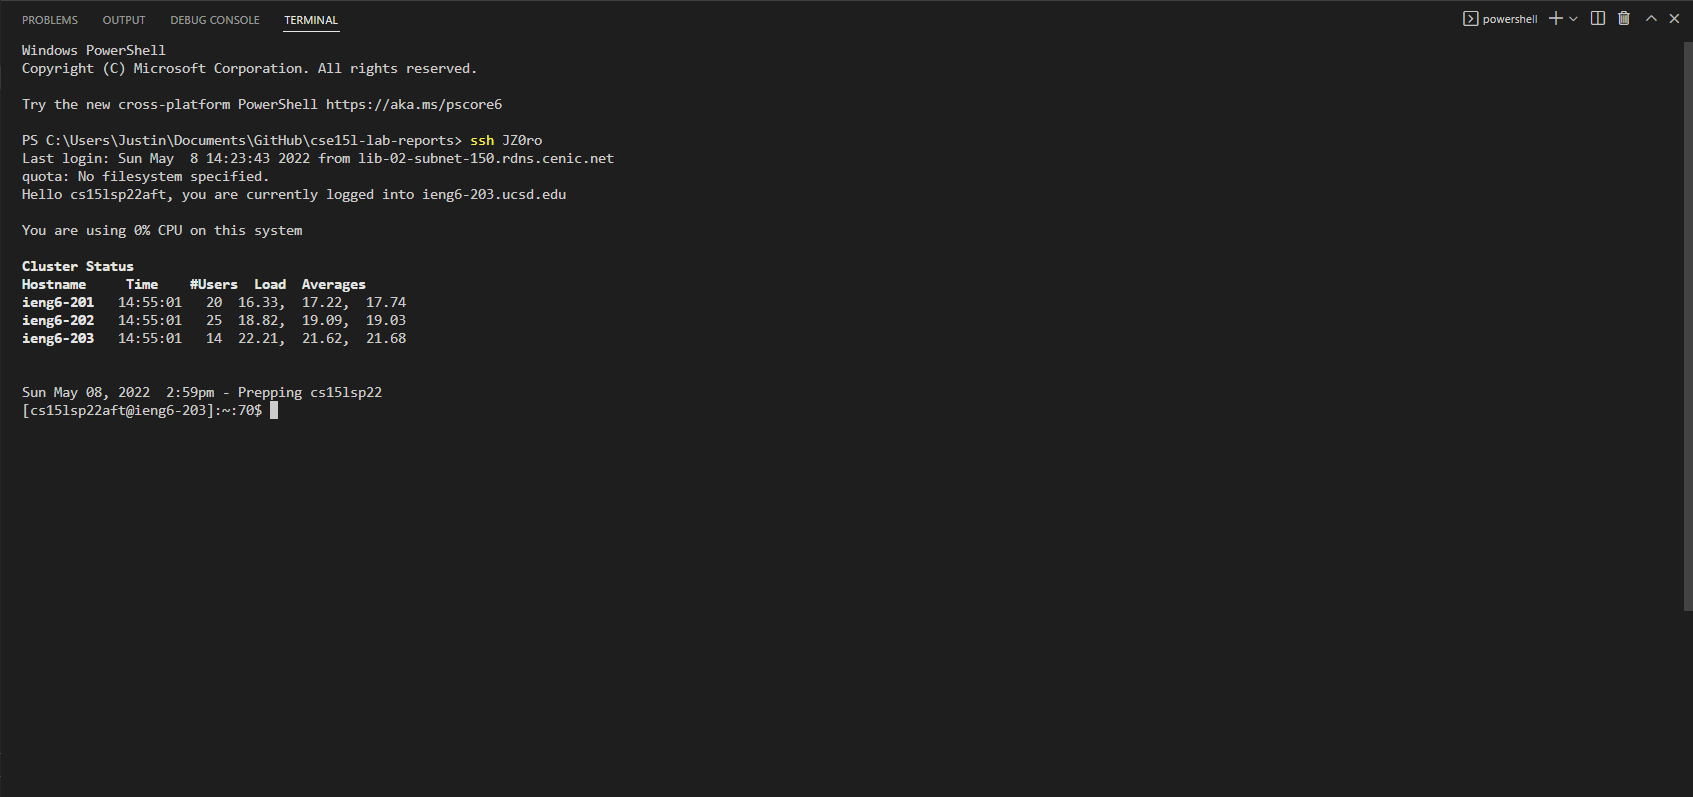 PROBLEMS OUTPUT DEBUG CONSOLE TERMINAL powershell
Windows PowerShell
Copyright (C) Microsoft Corporation. All rights reserved.
Try the new cross-platform PowerShell https://aka.ms/pscore6
PS C:\Users\Justin\Documents\GitHub\cse15l-lab-reports> ssh JZ0ro
Last login: Sun May  8 14:23:43 2022 from lib-02-subnet-150.rdns.cenic.net
quota: No filesystem specified.
Hello cs15lsp22aft, you are currently logged into ieng6-203.ucsd.edu
You are using 0% CPU on this system
Cluster Status
Hostname     Time    #Users  Load  Averages
ieng6-201   14:55:01   20  16.33,  17.22,  17.74
ieng6-202   14:55:01   25  18.82,  19.09,  19.03
ieng6-203   14:55:01   14  22.21,  21.62,  21.68
Sun May 08, 2022  2:59pm - Prepping cs15lsp22
[cs15lsp22aft@ieng6-203]:~:70$